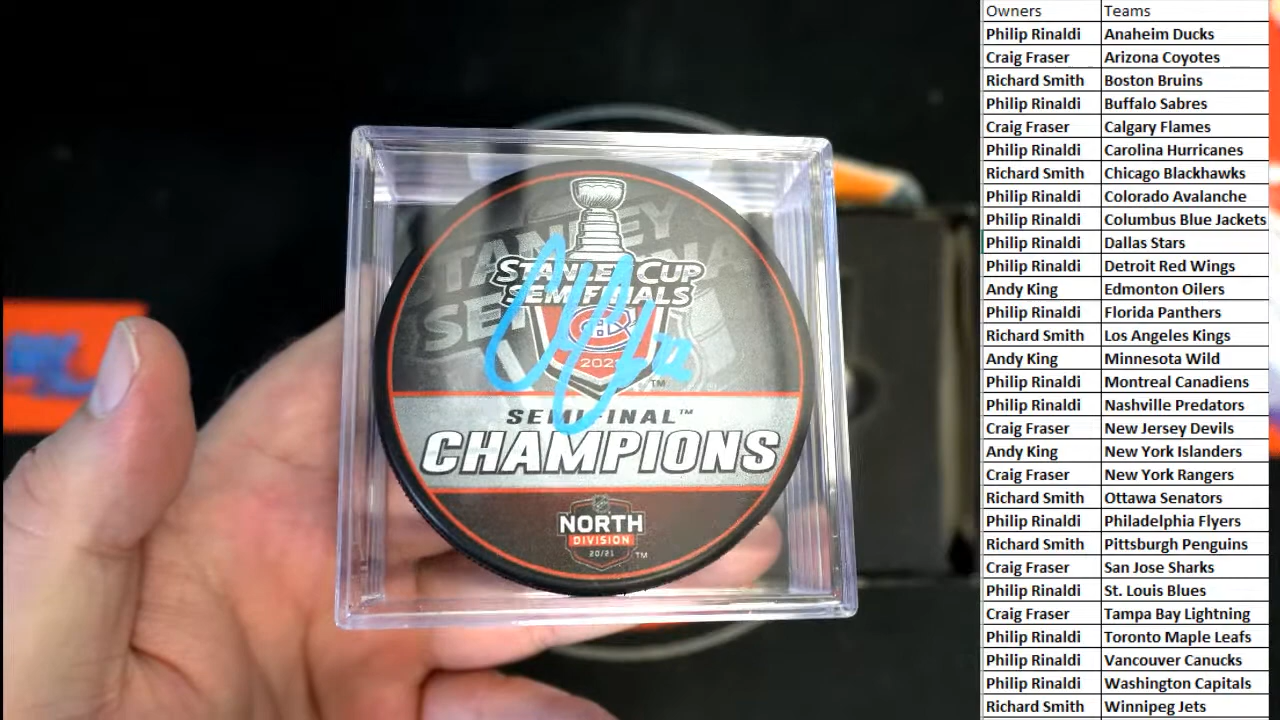 STANLEY CUP
SEMIFINALS
SEMIFINAL™
CHAMPIONS
NORTH
DIVISION
20/21 TM
Owners Teams
Philip Rinaldi Anaheim Ducks
Craig Fraser Arizona Coyotes
Richard Smith Boston Bruins
Philip Rinaldi Buffalo Sabres
Craig Fraser Calgary Flames
Philip Rinaldi Carolina Hurricanes
Richard Smith Chicago Blackhawks
Philip Rinaldi Colorado Avalanche
Philip Rinaldi Columbus Blue Jackets
Philip Rinaldi Dallas Stars
Philip Rinaldi Detroit Red Wings
Andy King Edmonton Oilers
Philip Rinaldi Florida Panthers
Richard Smith Los Angeles Kings
Andy King Minnesota Wild
Philip Rinaldi Montreal Canadiens
Philip Rinaldi Nashville Predators
Craig Fraser New Jersey Devils
Andy King New York Islanders
Craig Fraser New York Rangers
Richard Smith Ottawa Senators
Philip Rinaldi Philadelphia Flyers
Richard Smith Pittsburgh Penguins
Craig Fraser San Jose Sharks
Philip Rinaldi St. Louis Blues
Craig Fraser Tampa Bay Lightning
Philip Rinaldi Toronto Maple Leafs
Philip Rinaldi Vancouver Canucks
Philip Rinaldi Washington Capitals
Richard Smith Winnipeg Jets